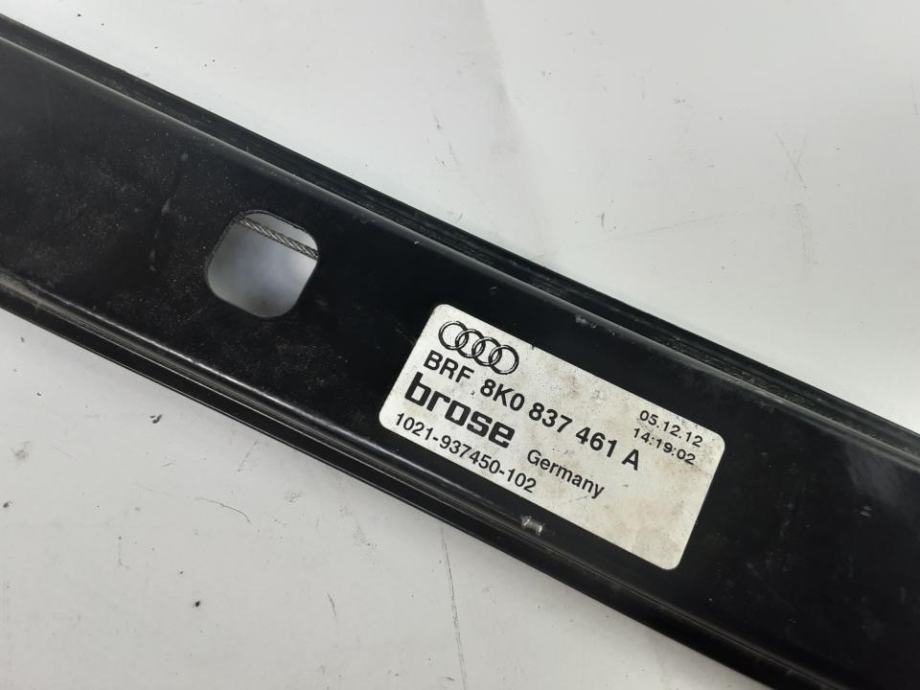 BRF 8K0 837 461 A
brose Germany
1021-937450-102
05.12.12
14:19:02